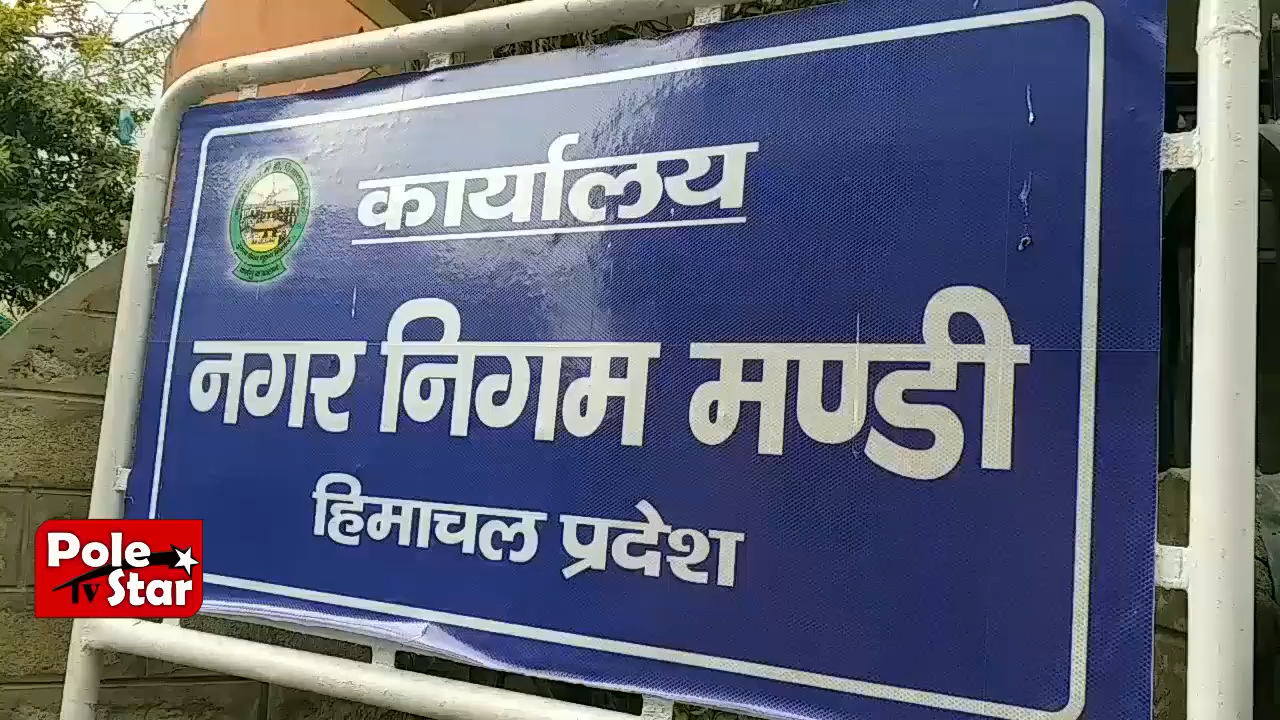 कार्यालय
नगर निगम मण्डी
हिमाचल प्रदेश
Pole
Tv Star